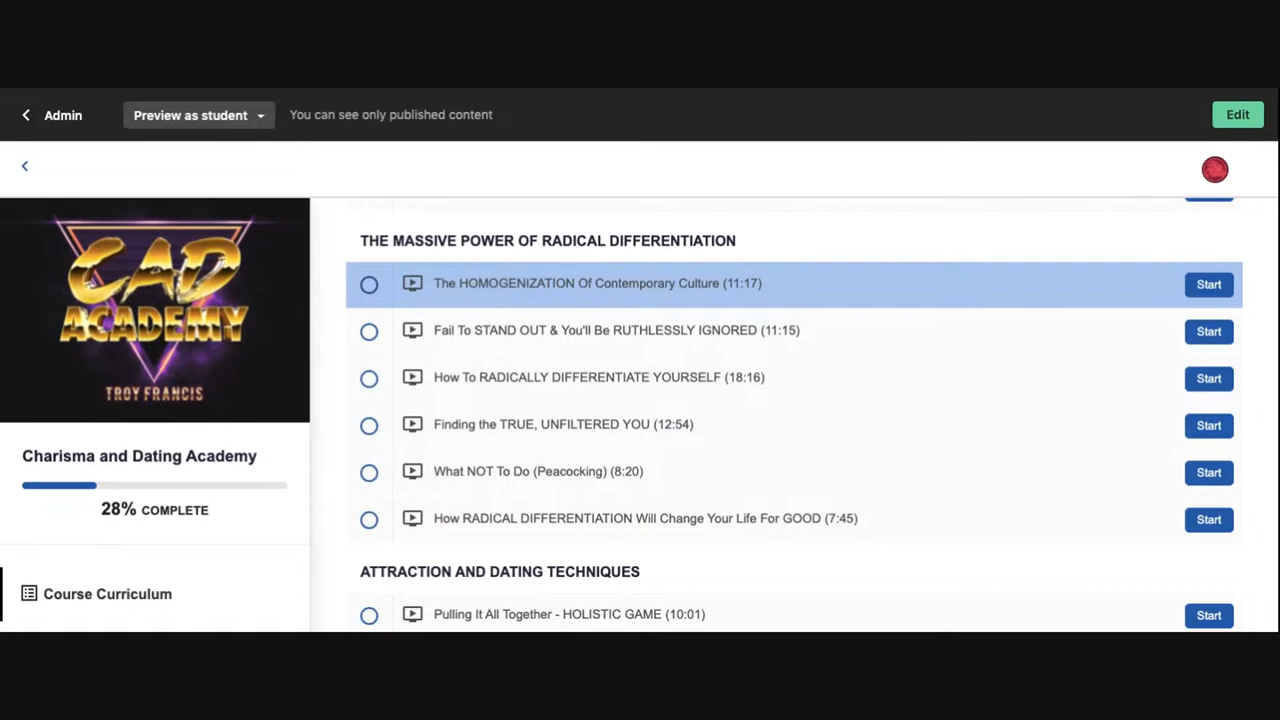 Admin
Preview as student
You can see only published content
Edit
CAD
ACADEMY
TROY FRANCIS
Charisma and Dating Academy
28% COMPLETE
Course Curriculum
THE MASSIVE POWER OF RADICAL DIFFERENTIATION
The HOMOGENIZATION Of Contemporary Culture (11:17)
Start
Fail To STAND OUT & You'll Be RUTHLESSLY IGNORED (11:15)
Start
How To RADICALLY DIFFERENTIATE YOURSELF (18:16)
Start
Finding the TRUE, UNFILTERED YOU (12:54)
Start
What NOT To Do (Peacocking) (8:20)
Start
How RADICAL DIFFERENTIATION Will Change Your Life For GOOD (7:45)
Start
ATTRACTION AND DATING TECHNIQUES
Pulling It All Together - HOLISTIC GAME (10:01)
Start